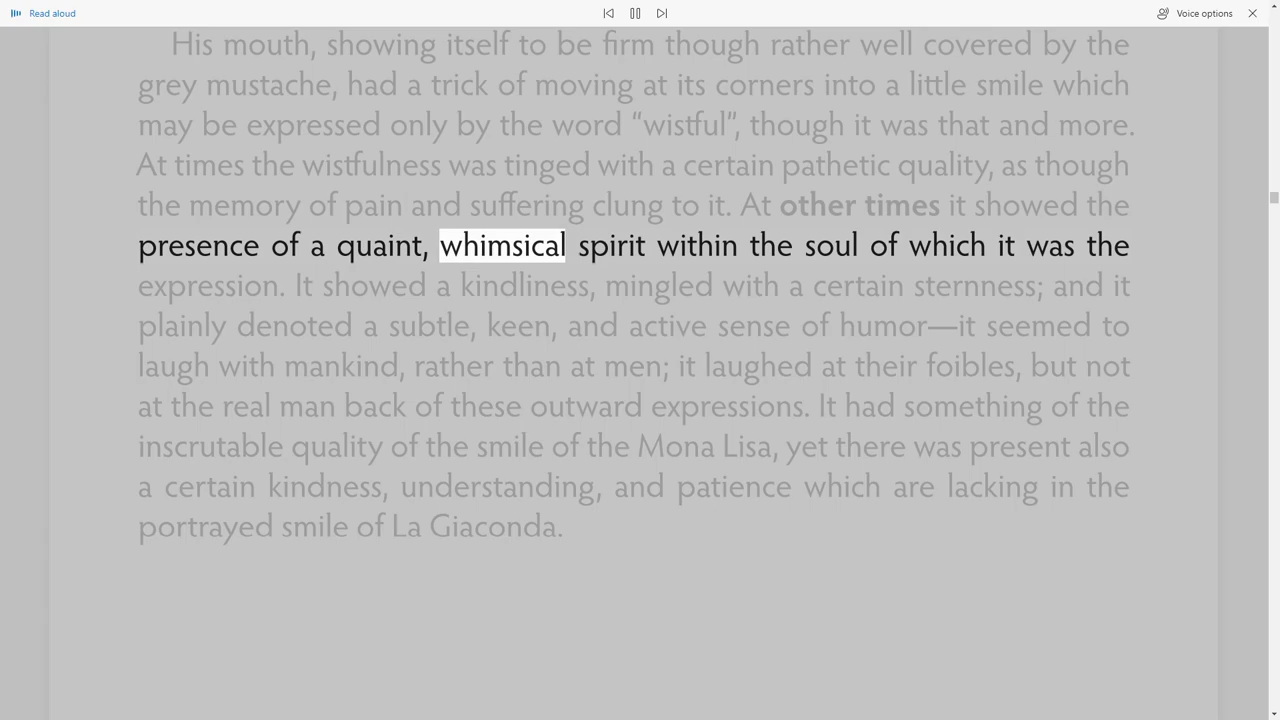 Read aloud
Voice options
His mouth, showing itself to be firm though rather well covered by the
grey mustache, had a trick of moving at its corners into a little smile which
may be expressed only by the word “wistful”, though it was that and more.
At times the wistfulness was tinged with a certain pathetic quality, as though
the memory of pain and suffering clung to it. At other times it showed the
presence of a quaint, whimsical spirit within the soul of which it was the
expression. It showed a kindliness, mingled with a certain sternness; and it
plainly denoted a subtle, keen, and active sense of humor—it seemed to
laugh with mankind, rather than at men; it laughed at their foibles, but not
at the real man back of these outward expressions. It had something of the
inscrutable quality of the smile of the Mona Lisa, yet there was present also
a certain kindness, understanding, and patience which are lacking in the
portrayed smile of La Giaconda.